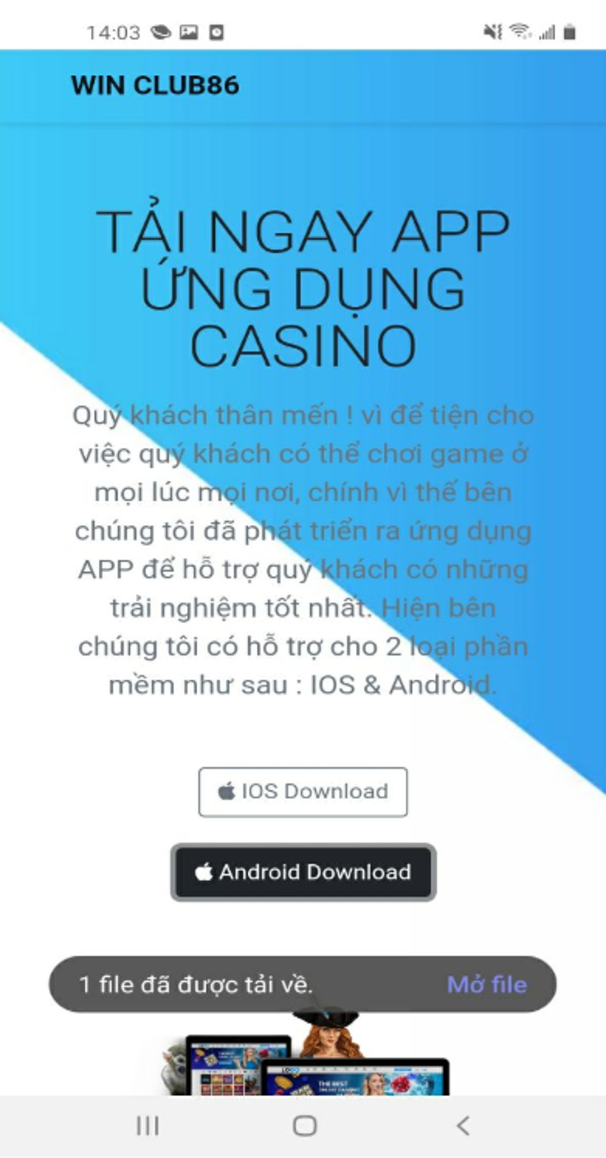 14:03
WIN CLUB86
TẢI NGAY APP
ỨNG DỤNG
CASINO
Quý khách thân mến ! vì để tiện cho
việc quý khách có thể chơi game ở
mọi lúc mọi nơi, chính vì thế bên
chúng tôi đã phát triển ra ứng dụng
APP để hỗ trợ quý khách có những
trải nghiệm tốt nhất. Hiện bên
chúng tôi có hỗ trợ cho 2 loại phần
mềm như sau : IOS & Android.
IOS Download
Android Download
1 file đã được tải về. Mở file
THE BEST